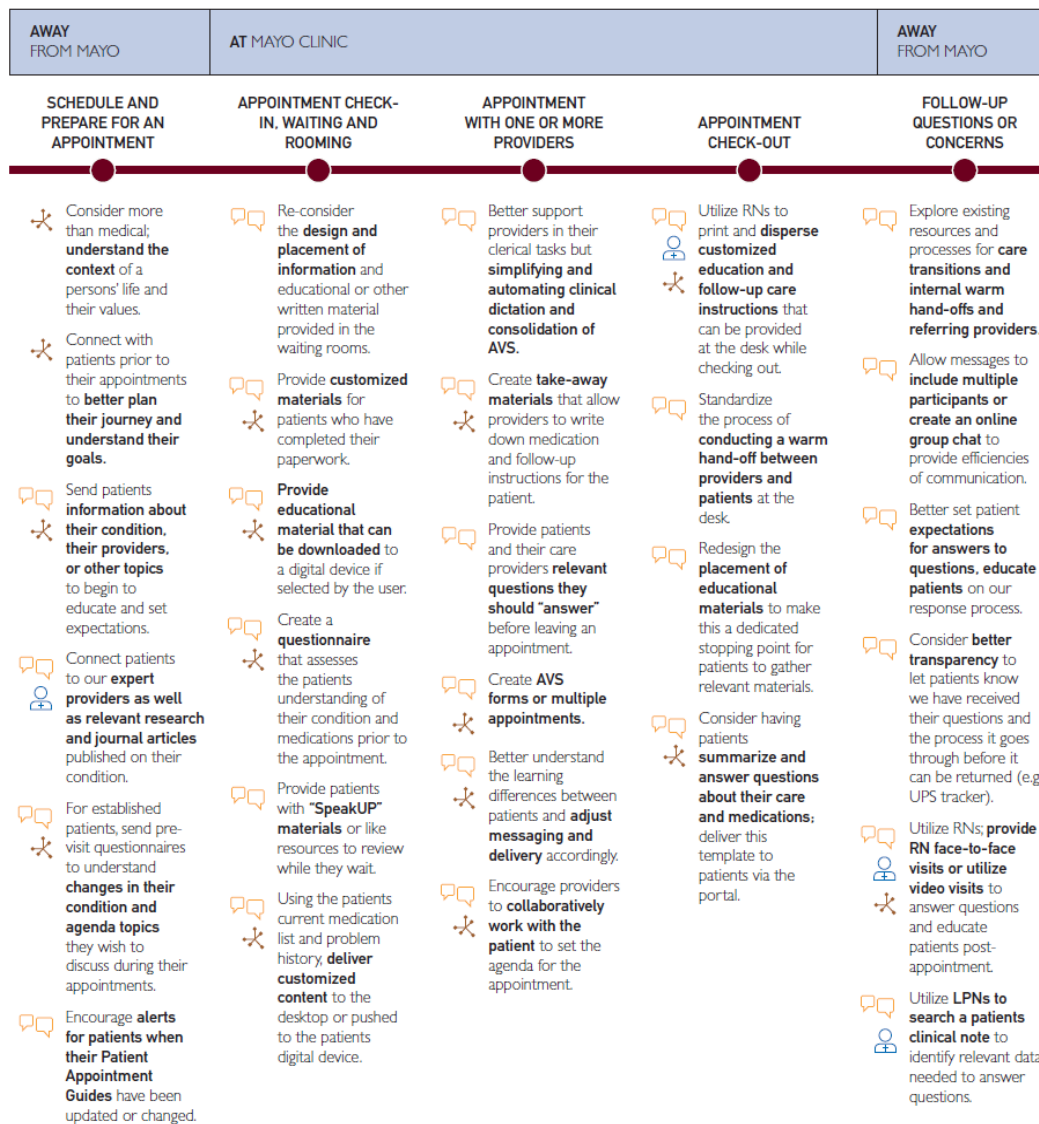 AWAY
FROM MAYO
AT MAYO CLINIC
AWAY
FROM MAYO
SCHEDULE AND
PREPARE FOR AN
APPOINTMENT
APPOINTMENT CHECK-
IN, WAITING AND
ROOMING
APPOINTMENT
WITH ONE OR MORE
PROVIDERS
APPOINTMENT
CHECK-OUT
FOLLOW-UP
QUESTIONS OR
CONCERNS
Consider more
than medical;
understand the
context of a
persons' life and
their values.
Connect with
patients prior to
their appointments
to better plan
their journey and
understand their
goals.
Send patients
information about
their condition,
their providers,
or other topics
to begin to
educate and set
expectations.
Connect patients
to our expert
providers as well
as relevant research
and journal articles
published on their
condition.
For established
patients, send pre-
visit questionnaires
to understand
changes in their
condition and
agenda topics
they wish to
discuss during their
appointments.
Encourage alerts
for patients when
their Patient
Appointment
Guides have been
updated or changed.
Re-consider
the design and
placement of
information and
educational or other
written material
provided in the
waiting rooms.
Provide customized
materials for
patients who have
completed their
paperwork.
Provide
educational
material that can
be downloaded to
a digital device if
selected by the user.
Create a
questionnaire
that assesses
the patients
understanding of
their condition and
medications prior to
the appointment.
Provide patients
with "SpeakUP"
materials or like
resources to review
while they wait.
Using the patients
current medication
list and problem
history, deliver
customized
content to the
desktop or pushed
to the patients
digital device.
Better support
providers in their
clerical tasks but
simplifying and
automating clinical
dictation and
consolidation of
AVS.
Create take-away
materials that allow
providers to write
down medication
and follow-up
instructions for the
patient.
Provide patients
and their care
providers relevant
questions they
should "answer"
before leaving an
appointment.
Create AVS
forms or multiple
appointments.
Better understand
the learning
differences between
patients and adjust
messaging and
delivery accordingly.
Encourage providers
to collaboratively
work with the
patient to set the
agenda for the
appointment.
Utilize RNs to
print and disperse
customized
education and
follow-up care
instructions that
can be provided
at the desk while
checking out.
Standardize
the process of
conducting a warm
hand-off between
providers and
patients at the
desk.
Redesign the
placement of
educational
materials to make
this a dedicated
stopping point for
patients to gather
relevant materials.
Consider having
patients
summarize and
answer questions
about their care
and medications;
deliver this
template to
patients via the
portal.
Explore existing
resources and
processes for care
transitions and
internal warm
hand-offs and
referring providers.
Allow messages to
include multiple
participants or
create an online
group chat to
provide efficiencies
of communication.
Better set patient
expectations
for answers to
questions, educate
patients on our
response process.
Consider better
transparency to
let patients know
we have received
their questions and
the process it goes
through before it
can be returned (e.g
UPS tracker).
Utilize RNs; provide
RN face-to-face
visits or utilize
video visits to
answer questions
and educate
patients post-
appointment.
Utilize LPNs to
search a patients
clinical note to
identify relevant data
needed to answer
questions.